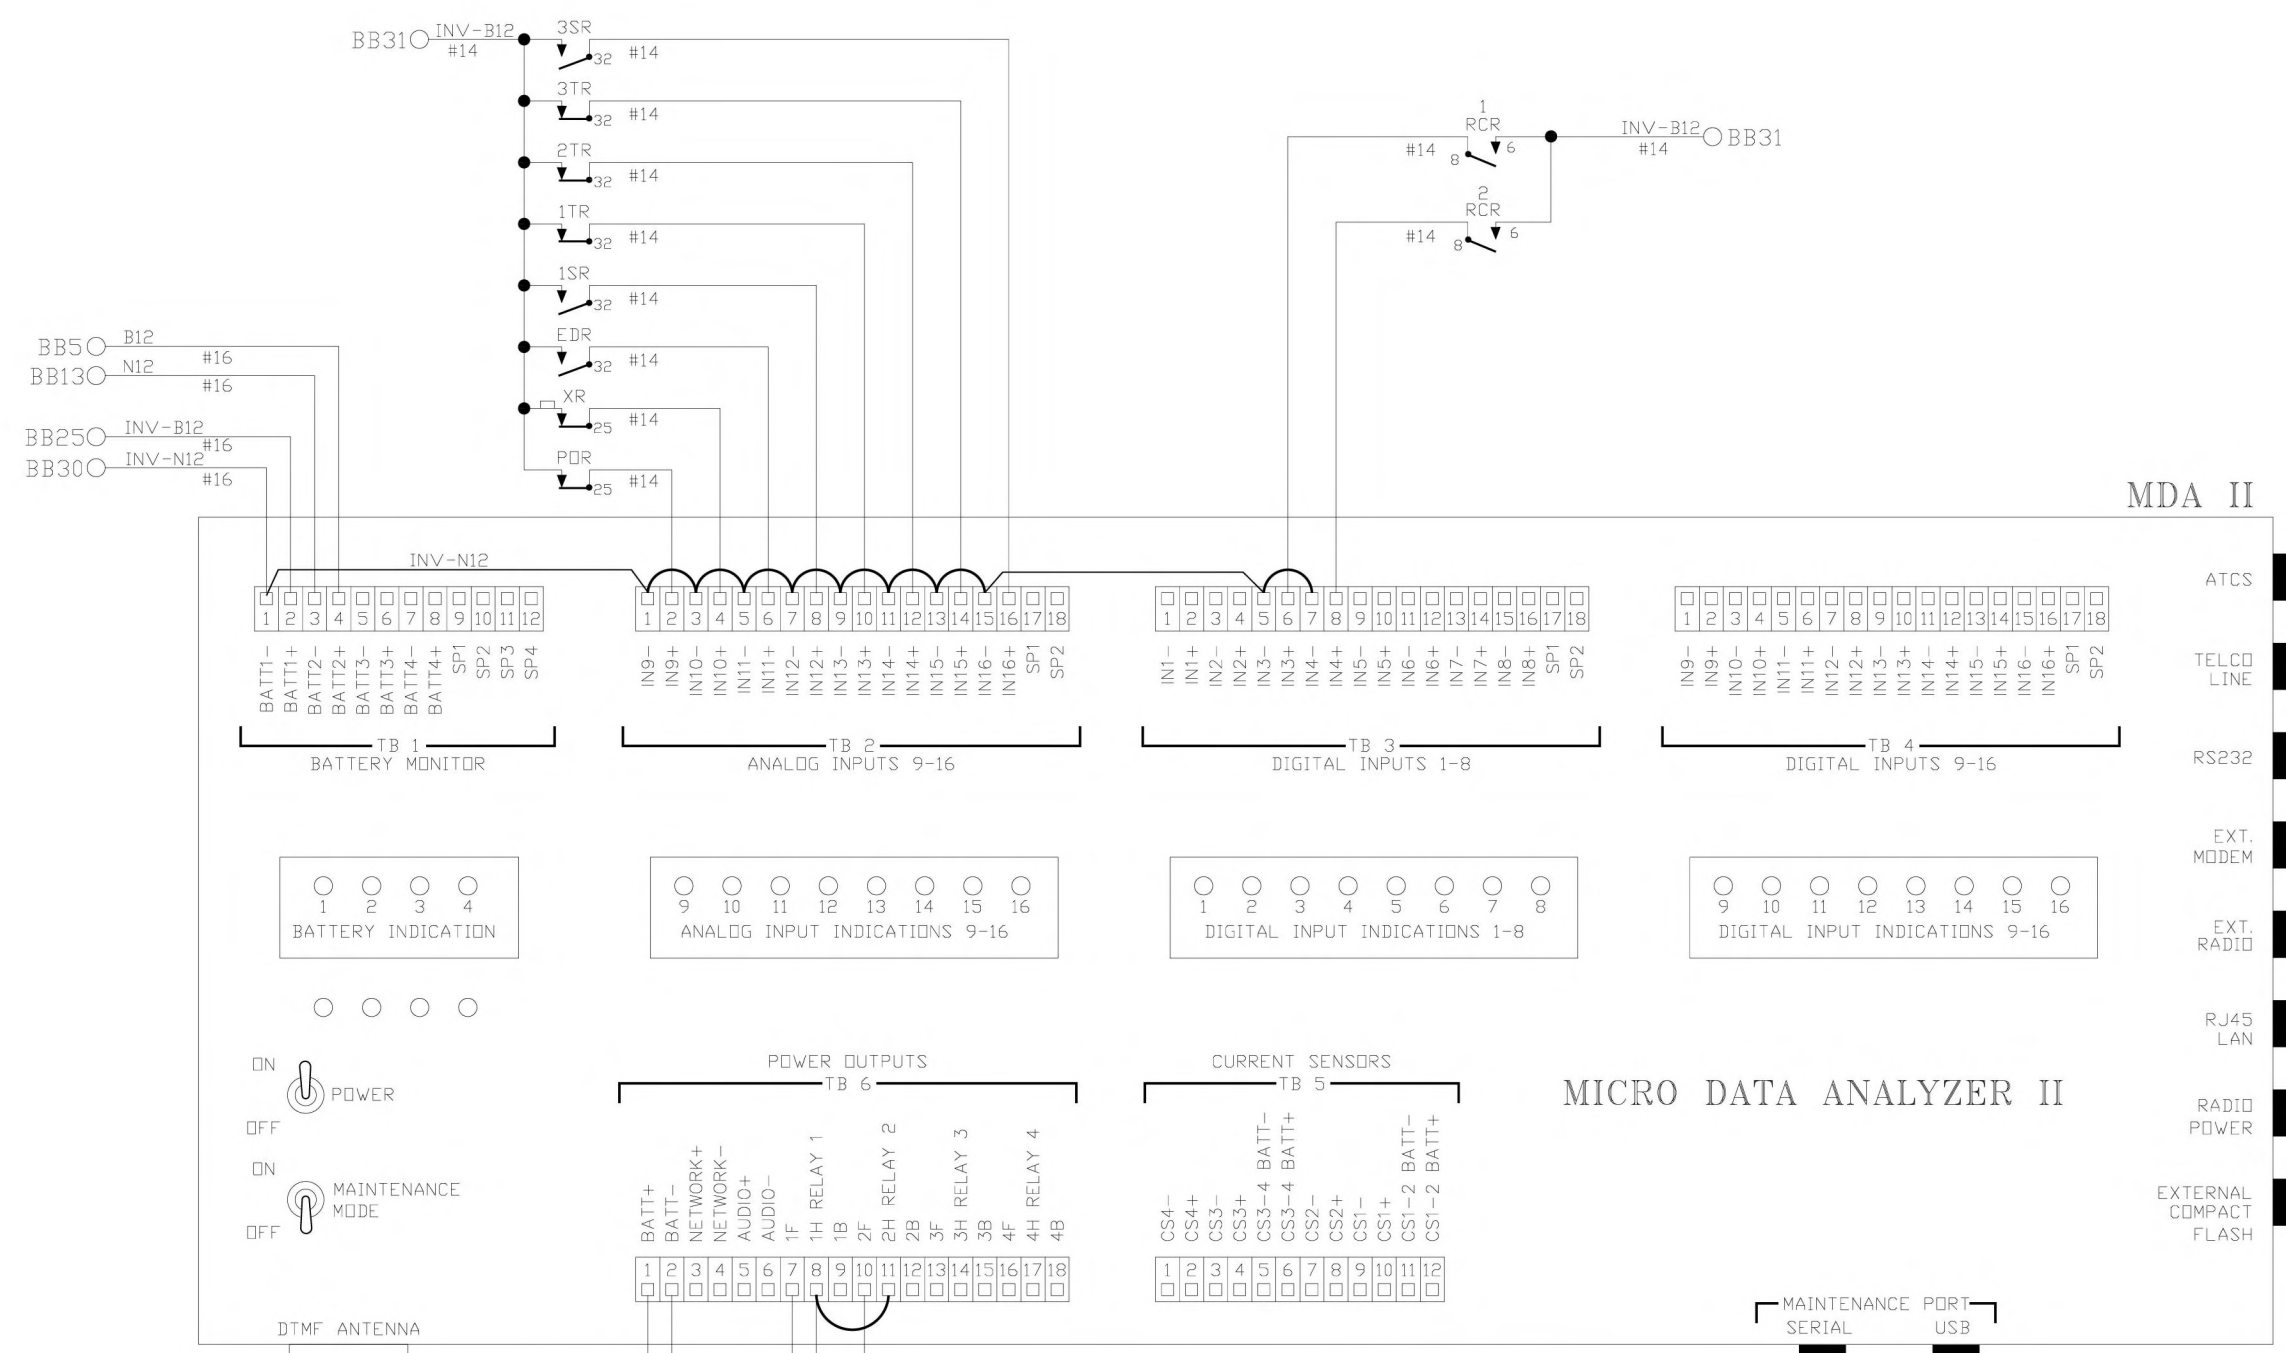 BB31 INV-B12 #14
3SR 32 #14
3TR 32 #14
2TR 32 #14
1TR 32 #14
1SR 32 #14
EDR 32 #14
XR 25 #14
POR 25 #14
1
RCR
#14 8 6 INV-B12 #14 BB31
2
RCR
#14 8 6
BB5 B12 #16
BB13 N12 #16
BB25 INV-B12 #16
BB30 INV-N12 #16
MDA II
INV-N12
1 2 3 4 5 6 7 8 9 10 11 12
BATT1- BATT1+ BATT2- BATT2+ BATT3- BATT3+ BATT4- BATT4+ SP1 SP2 SP3 SP4
TB 1
BATTERY MONITOR
1 2 3 4 5 6 7 8 9 10 11 12 13 14 15 16 17 18
IN9- IN9+ IN10- IN10+ IN11- IN11+ IN12- IN12+ IN13- IN13+ IN14- IN14+ IN15- IN15+ IN16- IN16+ SP1 SP2
TB 2
ANALOG INPUTS 9-16
1 2 3 4 5 6 7 8 9 10 11 12 13 14 15 16 17 18
IN1- IN1+ IN2- IN2+ IN3- IN3+ IN4- IN4+ IN5- IN5+ IN6- IN6+ IN7- IN7+ IN8- IN8+ SP1 SP2
TB 3
DIGITAL INPUTS 1-8
1 2 3 4 5 6 7 8 9 10 11 12 13 14 15 16 17 18
IN9- IN9+ IN10- IN10+ IN11- IN11+ IN12- IN12+ IN13- IN13+ IN14- IN14+ IN15- IN15+ IN16- IN16+ SP1 SP2
TB 4
DIGITAL INPUTS 9-16
ATCS
TELCO
LINE
RS232
EXT.
MODEM
EXT.
RADIO
RJ45
LAN
RADIO
POWER
EXTERNAL
COMPACT
FLASH
1 2 3 4
BATTERY INDICATION
9 10 11 12 13 14 15 16
ANALOG INPUT INDICATIONS 9-16
1 2 3 4 5 6 7 8
DIGITAL INPUT INDICATIONS 1-8
9 10 11 12 13 14 15 16
DIGITAL INPUT INDICATIONS 9-16
ON
POWER
OFF
ON
MAINTENANCE
MODE
OFF
POWER OUTPUTS
TB 6
BATT+ BATT- NETWORK+ NETWORK- AUDIO+ AUDIO- 1F 1H RELAY 1 1B 2F 2H RELAY 2 2B 3F 3H RELAY 3 3B 4F 4H RELAY 4 4B
1 2 3 4 5 6 7 8 9 10 11 12 13 14 15 16 17 18
CURRENT SENSORS
TB 5
CS4- CS4+ CS3- CS3+ CS3-4 BATT- CS3-4 BATT+ CS2- CS2+ CS1- CS1+ CS1-2 BATT- CS1-2 BATT+
1 2 3 4 5 6 7 8 9 10 11 12
MICRO DATA ANALYZER II
DTMF ANTENNA
MAINTENANCE PORT
SERIAL USB